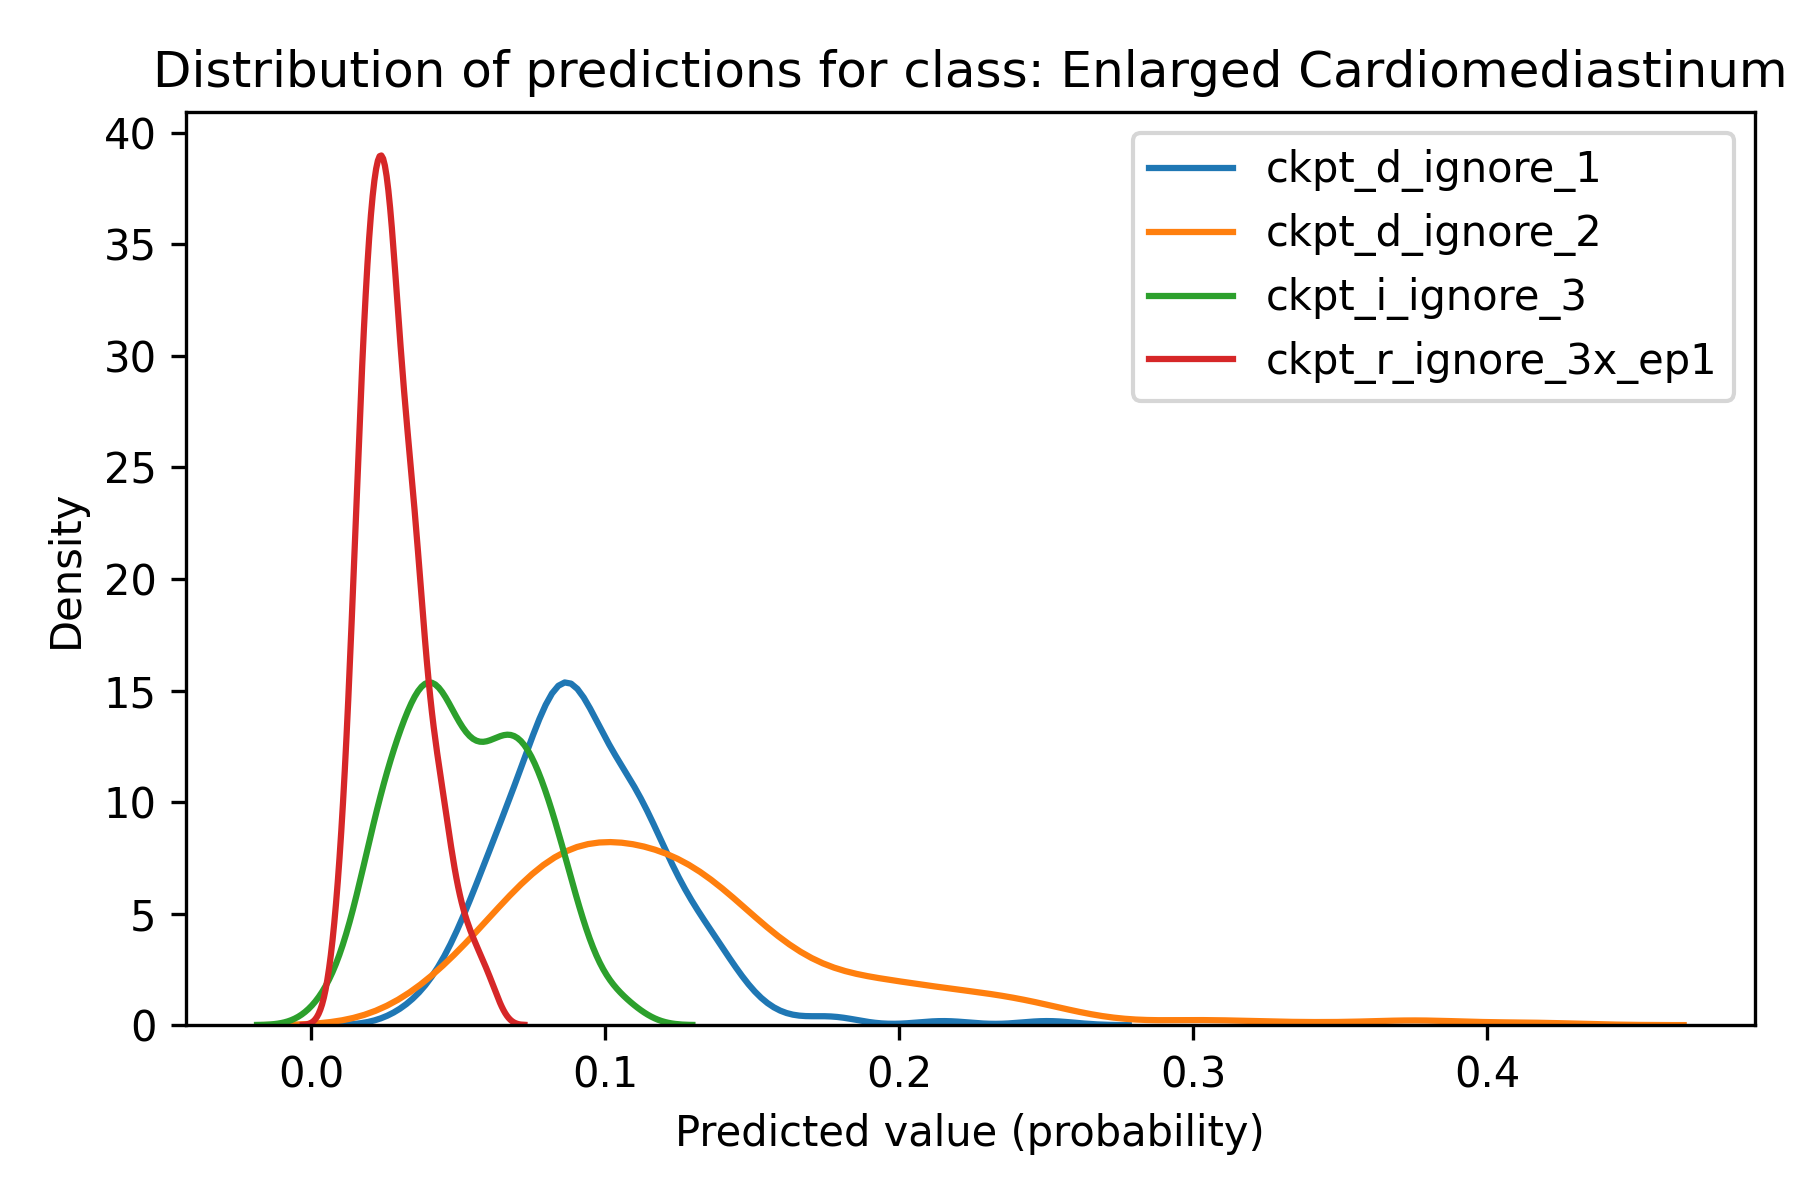 Distribution of predictions for class: Enlarged Cardiomediastinum
40
35
30
25
20
15
10
5
0
Density
ckpt_d_ignore_1
ckpt_d_ignore_2
ckpt_i_ignore_3
ckpt_r_ignore_3x_ep1
0.0 0.1 0.2 0.3 0.4
Predicted value (probability)